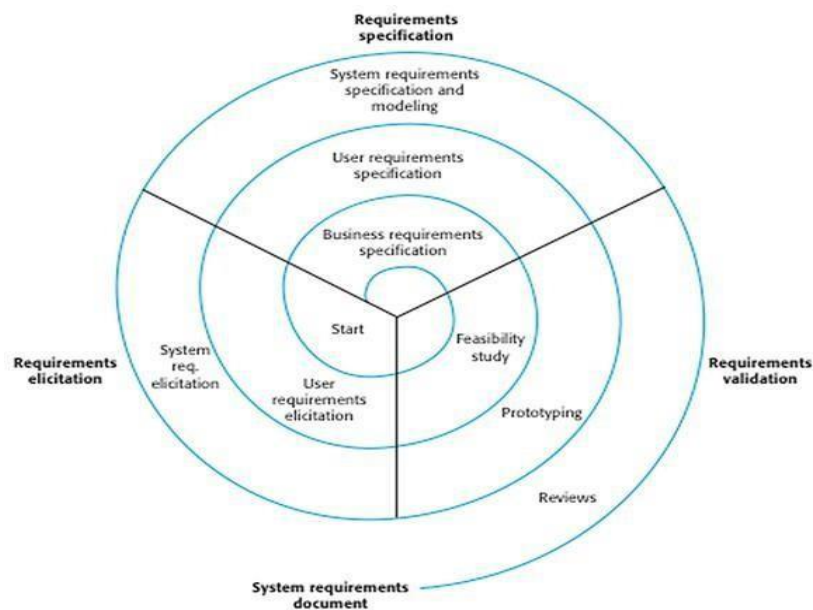 Requirements
specification
System requirements
specification and
modeling
User requirements
specification
Business requirements
specification
Start
Feasibility
study
Requirements
elicitation
System
req.
elicitation
User
requirements
elicitation
Requirements
validation
Prototyping
Reviews
System requirements
document